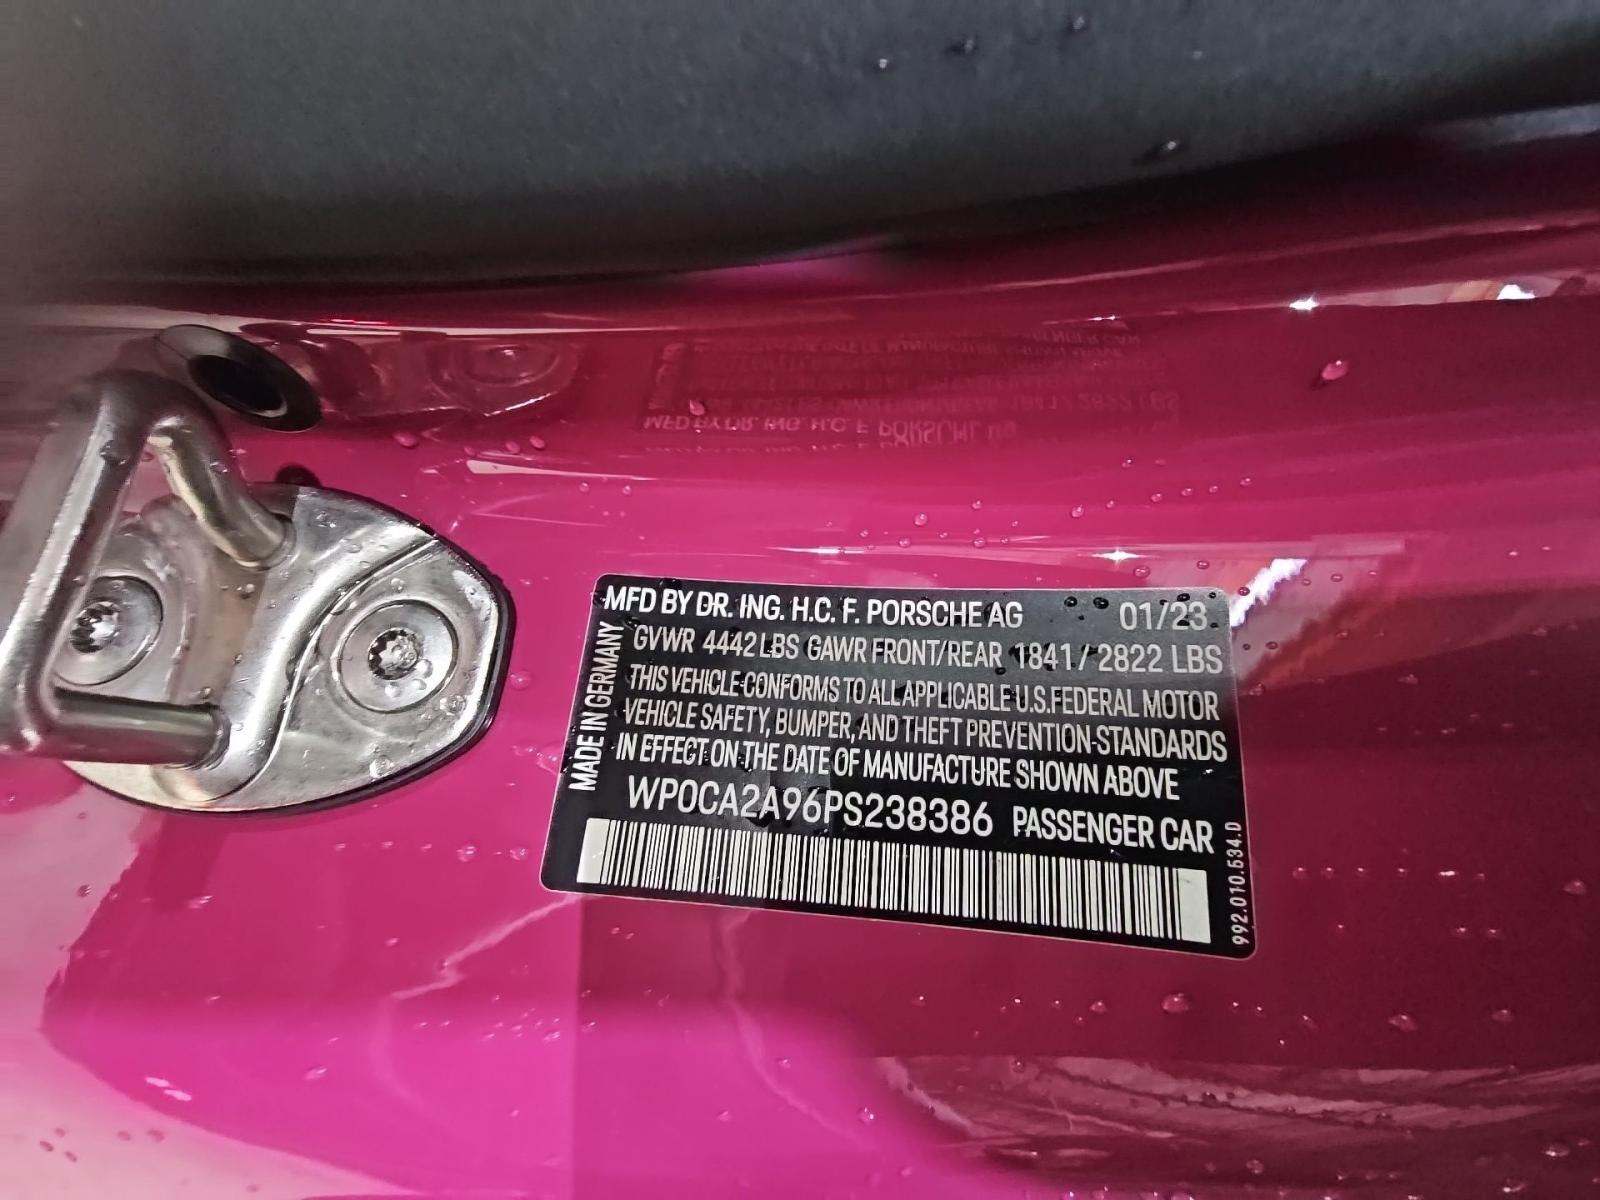 MFD BY DR. ING. H.C. F. PORSCHE AG 01/23
GVWR 4442 LBS GAWR FRONT/REAR 1841 / 2822 LBS
THIS VEHICLE CONFORMS TO ALL APPLICABLE U.S. FEDERAL MOTOR
VEHICLE SAFETY, BUMPER, AND THEFT PREVENTION STANDARDS
IN EFFECT ON THE DATE OF MANUFACTURE SHOWN ABOVE
WP0CA2A96PS238386 PASSENGER CAR
MADE IN GERMANY
992.010.534.D